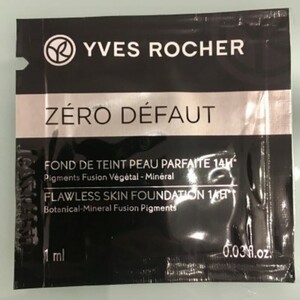 YVES ROCHER
ZÉRO DÉFAUT
FOND DE TEINT PEAU PARFAITE 14H*
Pigments Fusion Végétal - Minéral
FLAWLESS SKIN FOUNDATION 14H**
Botanical-Mineral Fusion Pigments
1 ml 0.03 fl.oz.